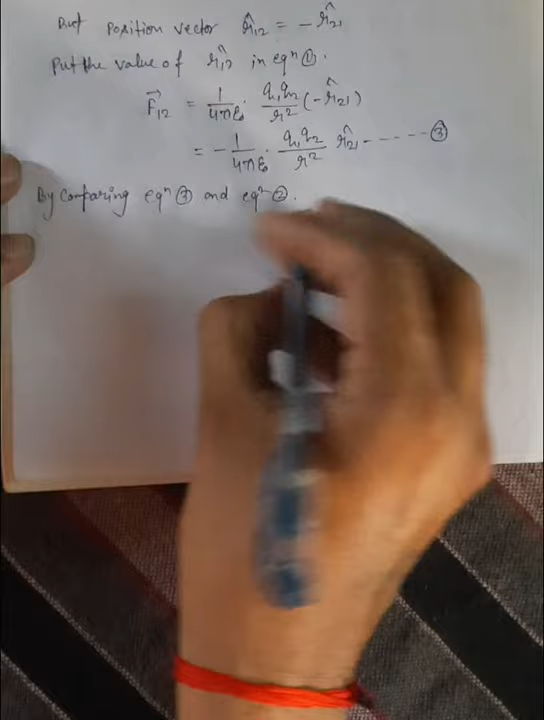 But position vector r̂₁₂ = - r̂₂₁
Put the value of r̂₁₂ in eqⁿ ①.
F⃗₁₂ = 1/4πε₀ · q₁q₂/r² (-r̂₂₁)
= - 1/4πε₀ · q₁q₂/r² r̂₂₁ - - - - - ③
By comparing eqⁿ ③ and eqⁿ ②.